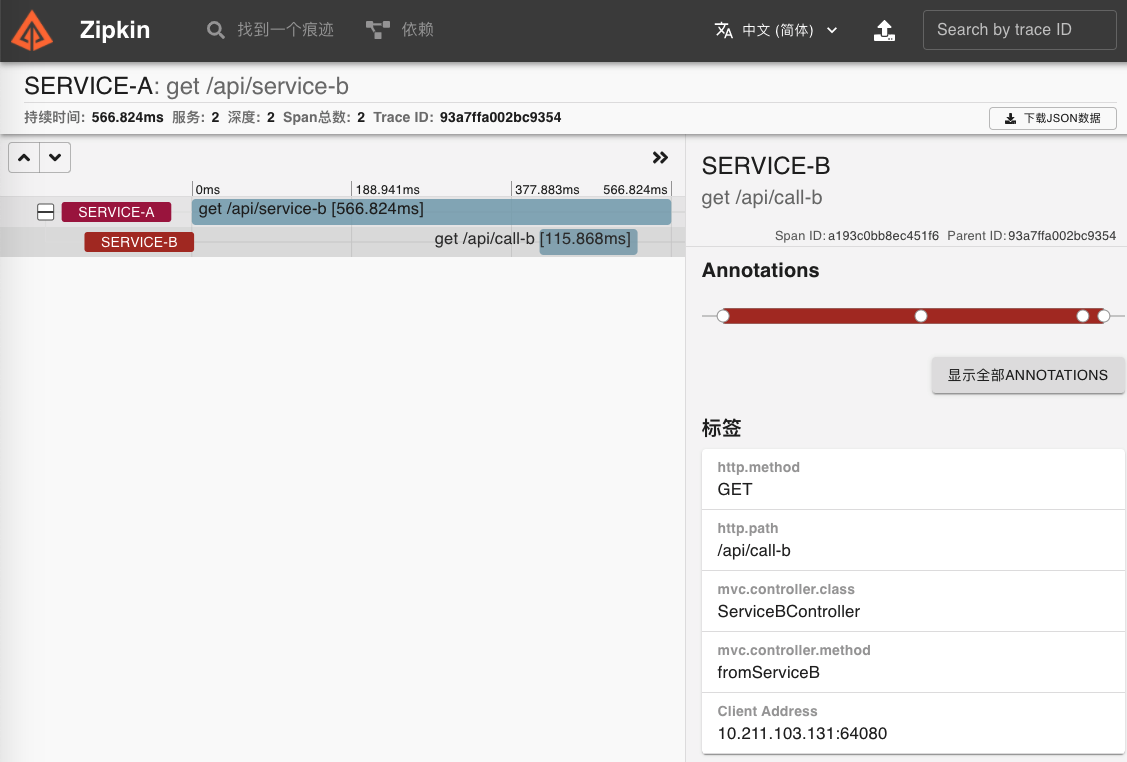 Zipkin 找到一个痕迹 依赖 中文 (简体) Search by trace ID
SERVICE-A: get /api/service-b
持续时间: 566.824ms 服务: 2 深度: 2 Span总数: 2 Trace ID: 93a7ffa002bc9354 下载JSON数据
0ms 188.941ms 377.883ms 566.824ms
SERVICE-A get /api/service-b [566.824ms]
SERVICE-B get /api/call-b [115.868ms]
SERVICE-B
get /api/call-b
Span ID: a193c0bb8ec451f6 Parent ID: 93a7ffa002bc9354
Annotations
显示全部ANNOTATIONS
标签
http.method
GET
http.path
/api/call-b
mvc.controller.class
ServiceBController
mvc.controller.method
fromServiceB
Client Address
10.211.103.131:64080